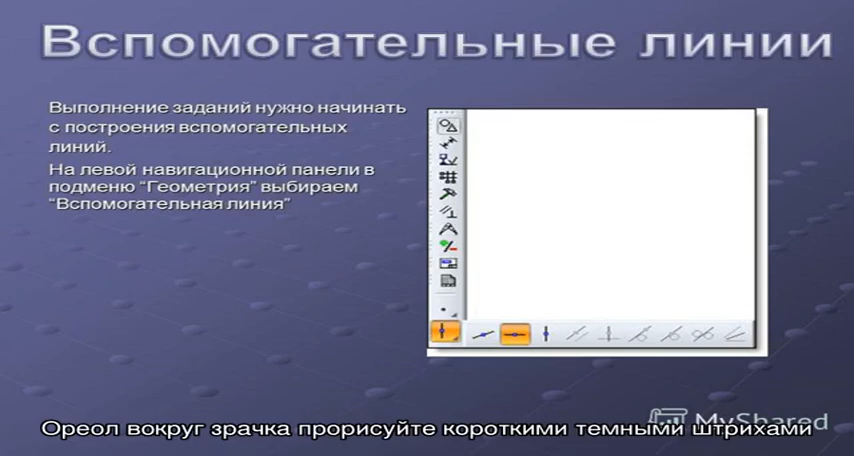 Вспомогательные линии
Выполнение заданий нужно начинать
с построения вспомогательных
линий.
На левой навигационной панели в
подменю “Геометрия” выбираем
“Вспомогательная линия”
MyShared
Ореол вокруг зрачка прорисуйте короткими темными штрихами